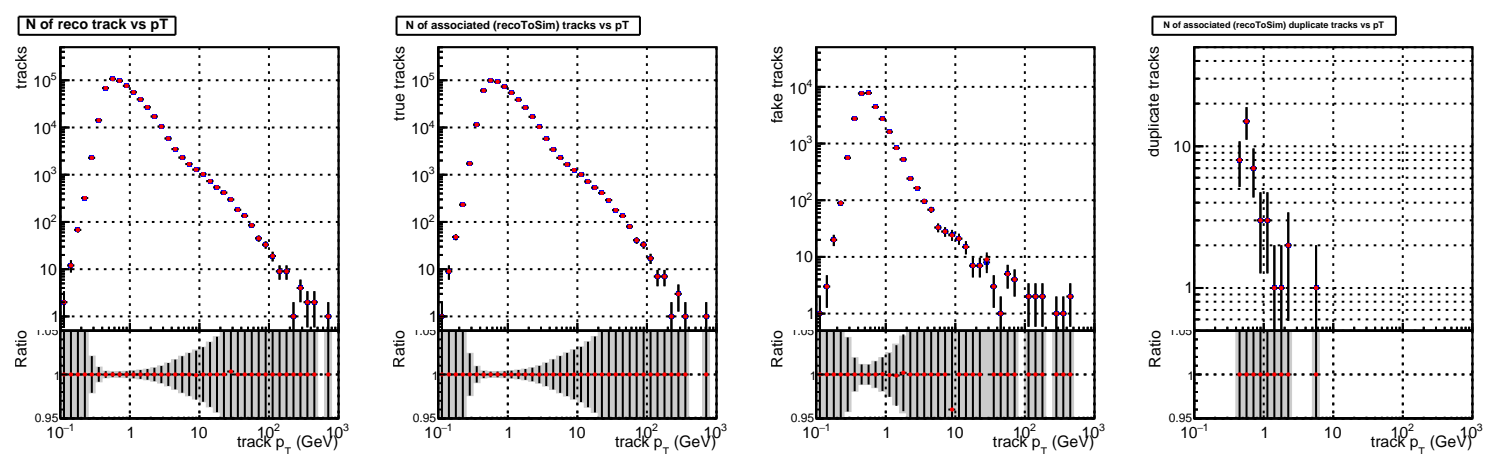 N of reco track vs pT
tracks
10^5
10^4
10^3
10^2
10
1
Ratio
1.05
1
0.95
10^-1 1 10 10^2 10^3
track p_T (GeV)
N of associated (recoToSim) tracks vs pT
true tracks
10^5
10^4
10^3
10^2
10
1
Ratio
1.05
1
0.95
10^-1 1 10 10^2 10^3
track p_T (GeV)
fake tracks
10^4
10^3
10^2
10
1
Ratio
1.05
1
0.95
10^-1 1 10 10^2 10^3
track p_T (GeV)
N of associated (recoToSim) duplicate tracks vs pT
duplicate tracks
10
1
Ratio
1.05
1
0.95
10^-1 1 10 10^2 10^3
track p_T (GeV)